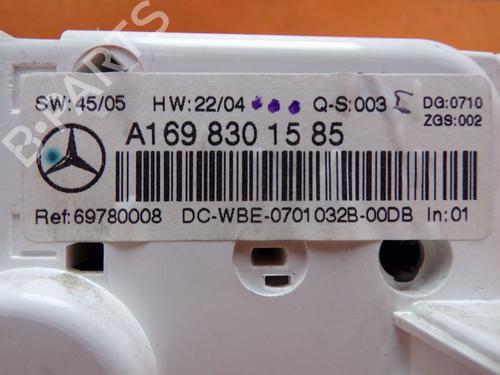 SW: 45/05 HW: 22/04 Q-S: 003 DG: 0710
ZGS: 002
A169 830 15 85
Ref: 69780008 DC-WBE-0701032B-00DB In: 01
B-PARTS